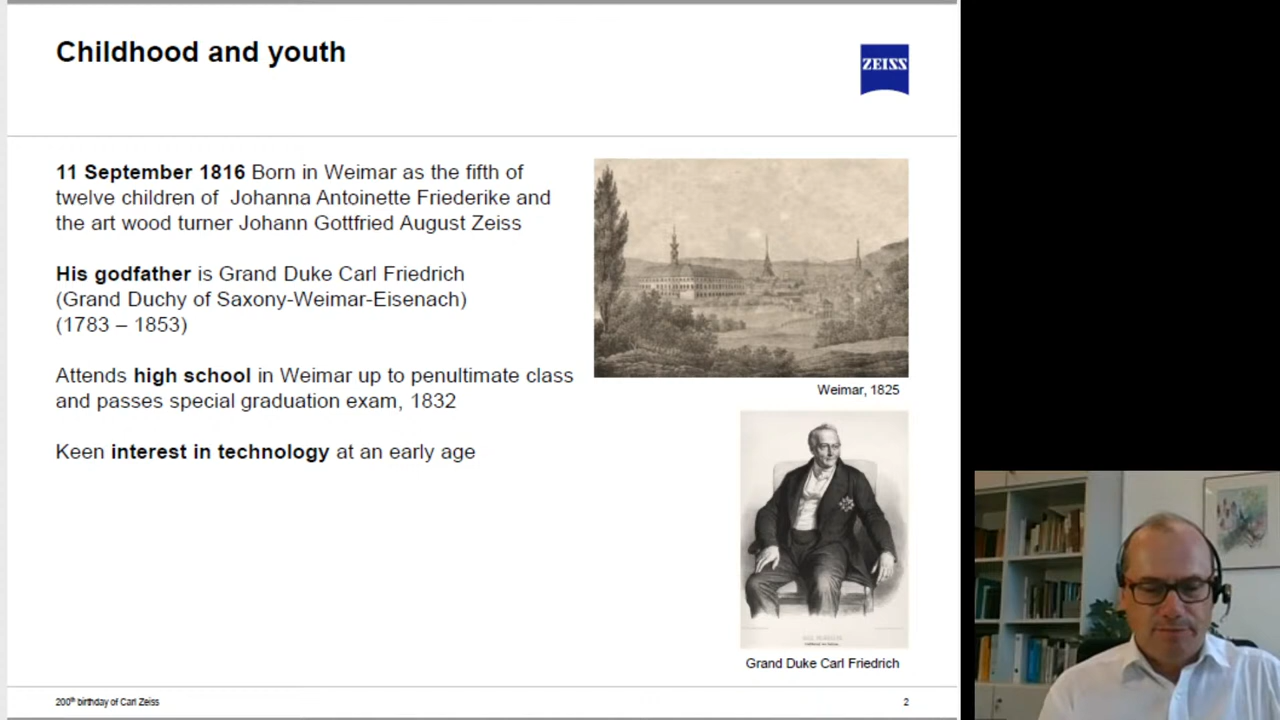 Childhood and youth
ZEISS
11 September 1816 Born in Weimar as the fifth of
twelve children of Johanna Antoinette Friederike and
the art wood turner Johann Gottfried August Zeiss
His godfather is Grand Duke Carl Friedrich
(Grand Duchy of Saxony-Weimar-Eisenach)
(1783 – 1853)
Attends high school in Weimar up to penultimate class
and passes special graduation exam, 1832
Keen interest in technology at an early age
Weimar, 1825
Grand Duke Carl Friedrich
200th birthday of Carl Zeiss
2